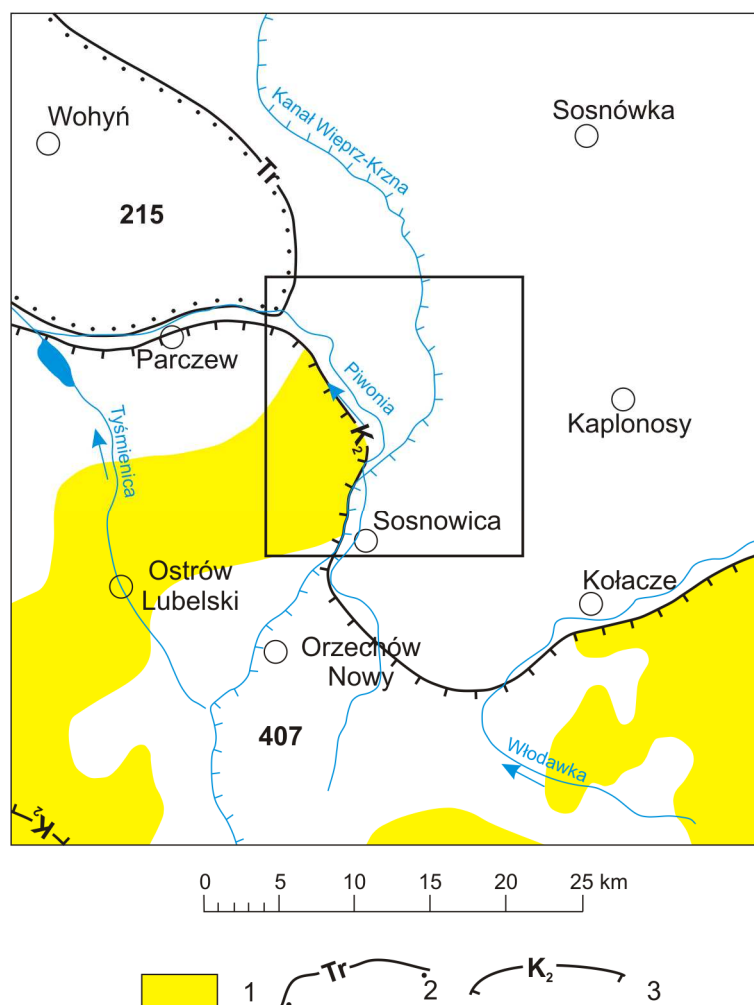 Wohyń
Sosnówka
Kanał Wieprz-Krzna
Tr
215
Parczew
Piwonia
Kaplonosy
Tyśmienica
K₂
Sosnowica
Ostrów
Lubelski
Kołacze
Orzechów
Nowy
407
Włodawka
K₂
0 5 10 15 20 25 km
1 Tr 2 K₂ 3